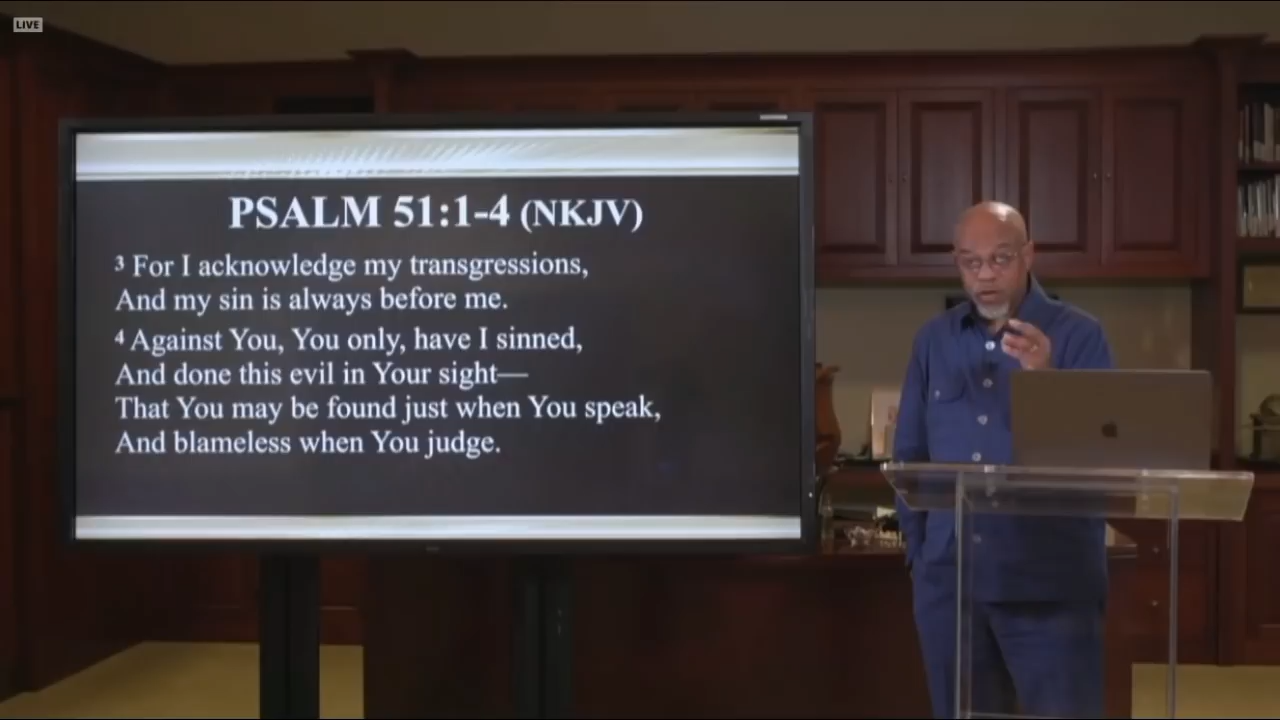 LIVE
PSALM 51:1-4 (NKJV)
3 For I acknowledge my transgressions,
And my sin is always before me.
4 Against You, You only, have I sinned,
And done this evil in Your sight—
That You may be found just when You speak,
And blameless when You judge.